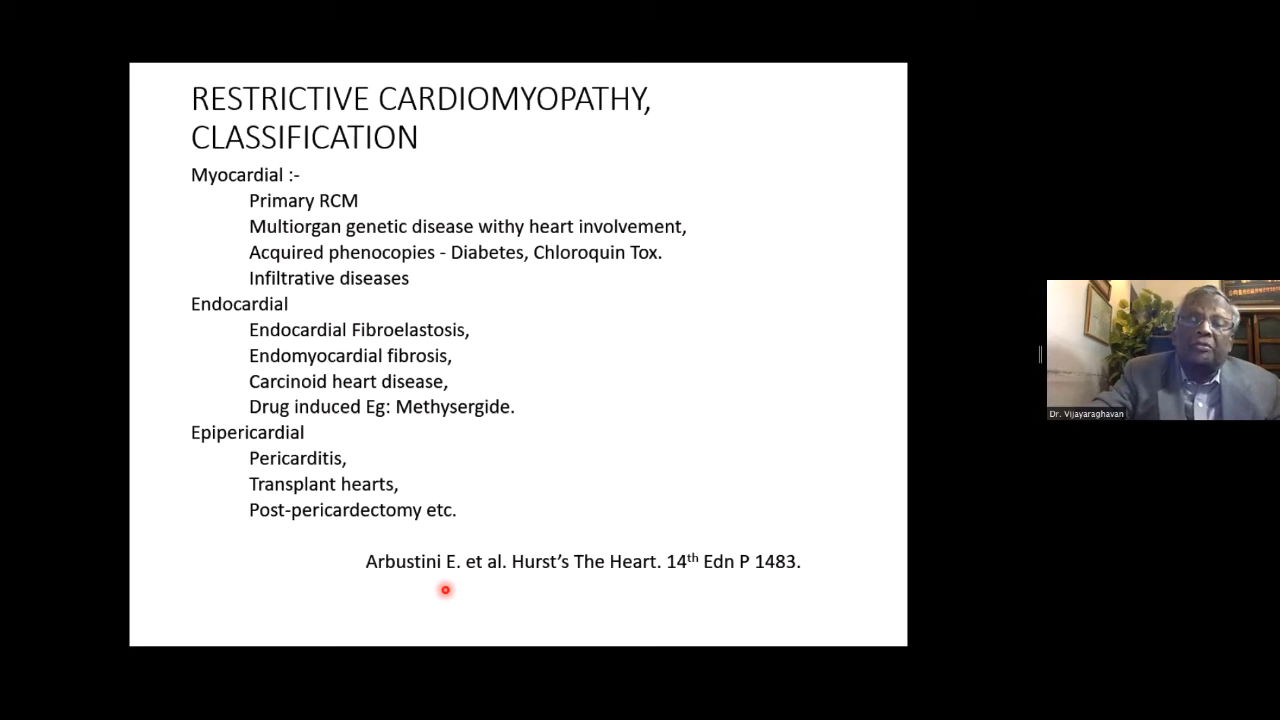 RESTRICTIVE CARDIOMYOPATHY,
CLASSIFICATION
Myocardial :-
Primary RCM
Multiorgan genetic disease withy heart involvement,
Acquired phenocopies - Diabetes, Chloroquin Tox.
Infiltrative diseases
Endocardial
Endocardial Fibroelastosis,
Endomyocardial fibrosis,
Carcinoid heart disease,
Drug induced Eg: Methysergide.
Epipericardial
Pericarditis,
Transplant hearts,
Post-pericardectomy etc.
Arbustini E. et al. Hurst’s The Heart. 14th Edn P 1483.
Dr. Vijayaraghavan